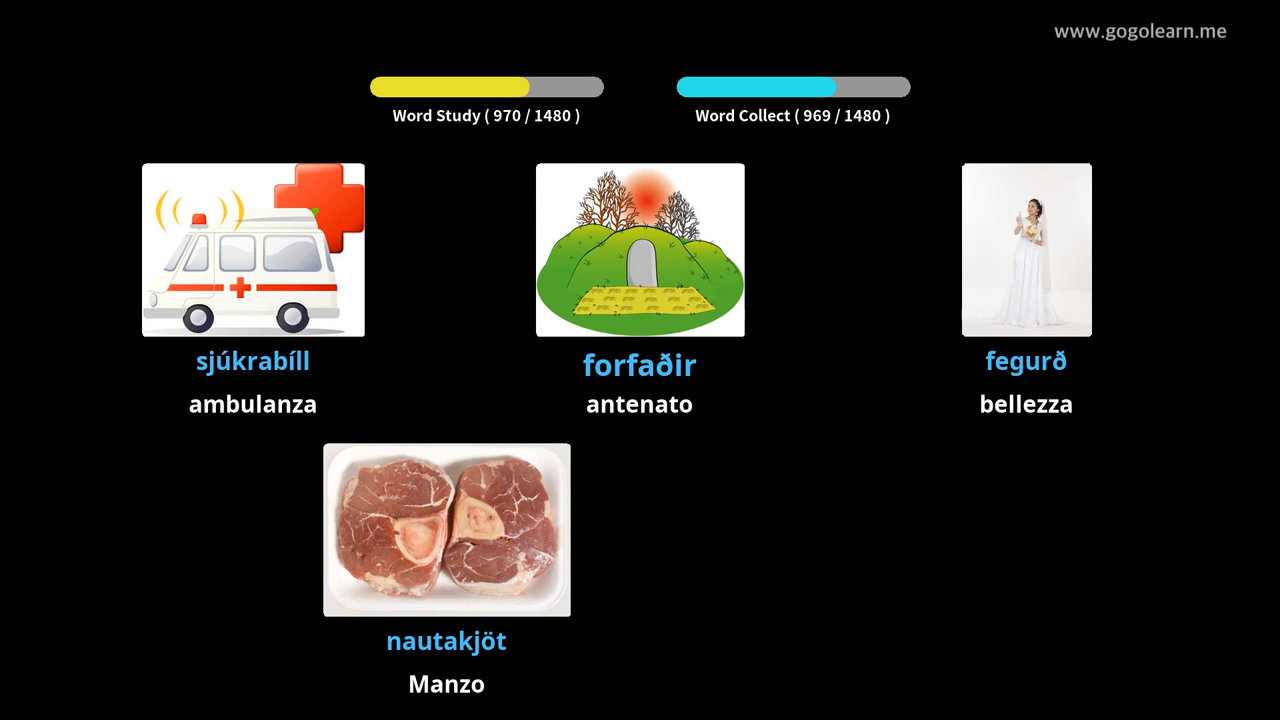 www.gogolearn.me
Word Study ( 970 / 1480 )
Word Collect ( 969 / 1480 )
sjúkrabíll
ambulanza
forfaðir
antenato
fegurð
bellezza
nautakjöt
Manzo